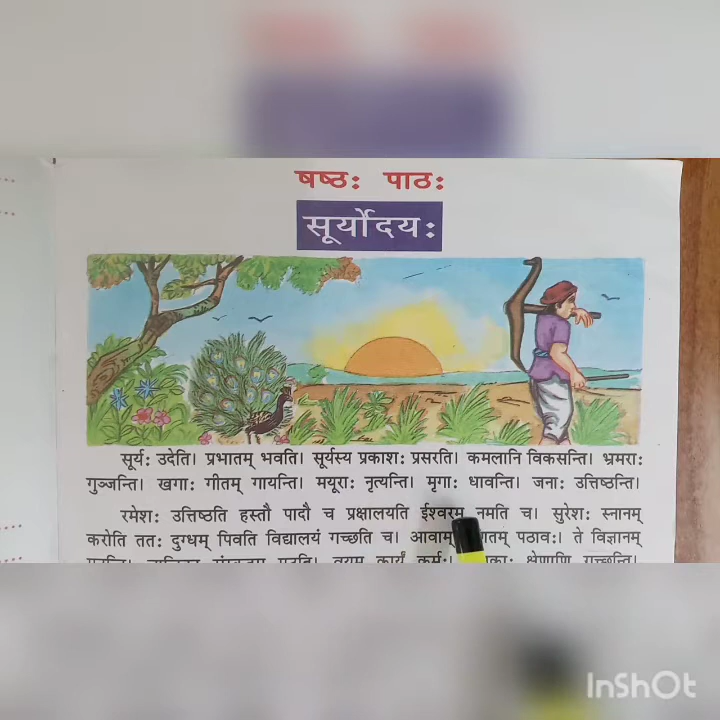 षष्ठः पाठः
सूर्योदयः
सूर्यः उदेति। प्रभातम् भवति। सूर्यस्य प्रकाशः प्रसरति। कमलानि विकसन्ति। भ्रमराः
गुञ्जन्ति। खगाः गीतम् गायन्ति। मयूराः नृत्यन्ति। मृगाः धावन्ति। जनाः उत्तिष्ठन्ति।
रमेशः उत्तिष्ठति हस्तौ पादौ च प्रक्षालयति ईश्वरम् नमति च। सुरेशः स्नानम्
करोति ततः दुग्धम् पिवति विद्यालयं गच्छति च। आवाम् पठावः। ते विज्ञानम्
InShOt